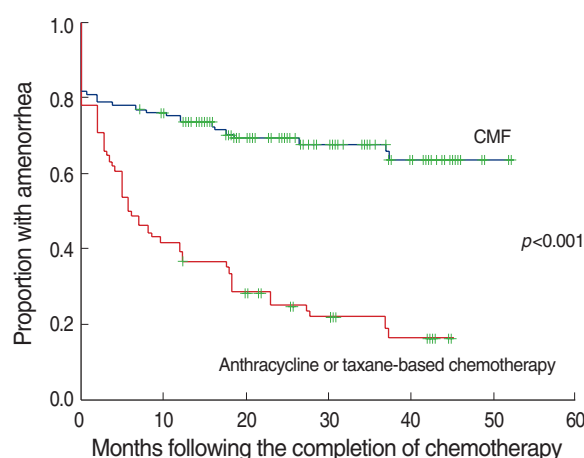 1.0
0.8
0.6
0.4
0.2
0.0
Proportion with amenorrhea
CMF
p<0.001
Anthracycline or taxane-based chemotherapy
0 10 20 30 40 50 60
Months following the completion of chemotherapy